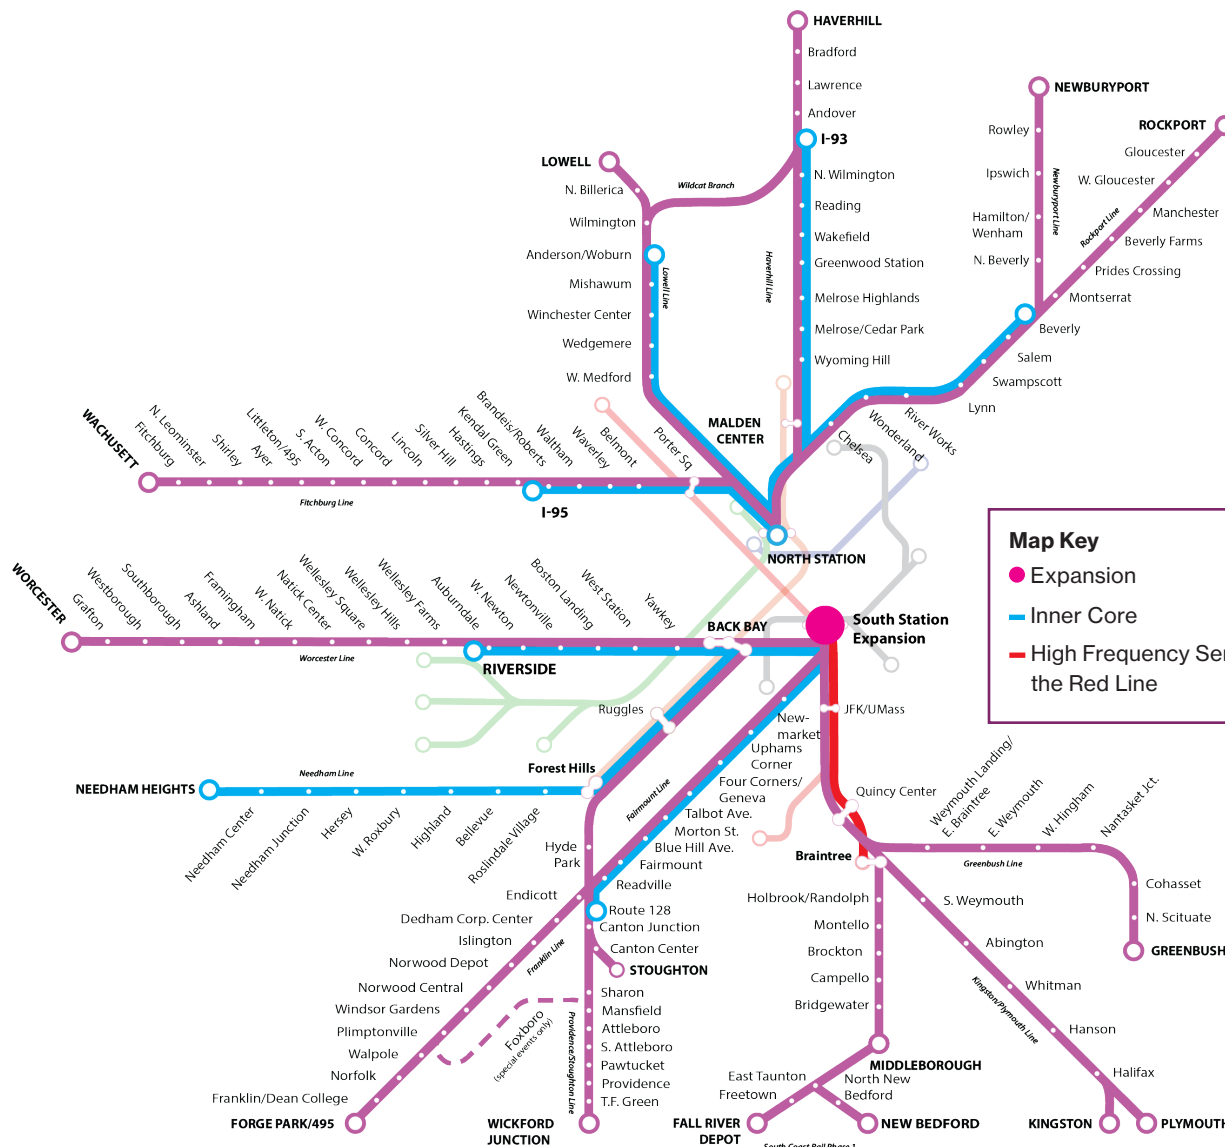 HAVERHILL
Bradford
Lawrence
Andover
I-93
N. Wilmington
Reading
Wakefield
Greenwood Station
Melrose Highlands
Melrose/Cedar Park
Wyoming Hill
Haverhill Line
MALDEN
CENTER
LOWELL
N. Billerica
Wildcat Branch
Wilmington
Anderson/Woburn
Mishawum
Winchester Center
Wedgemere
W. Medford
Lowell Line
NEWBURYPORT
Rowley
Ipswich
Hamilton/
Wenham
N. Beverly
Newburyport Line
ROCKPORT
Gloucester
W. Gloucester
Manchester
Beverly Farms
Prides Crossing
Montserrat
Rockport Line
Beverly
Salem
Swampscott
Lynn
River Works
Wonderland
Chelsea
WACHUSETT
Fitchburg
N. Leominster
Shirley
Ayer
Littleton/495
S. Acton
W. Concord
Concord
Lincoln
Silver Hill
Hastings
Kendal Green
Brandeis/Roberts
Waltham
Waverley
Belmont
Porter Sq
Fitchburg Line
I-95
NORTH STATION
Map Key
Expansion
Inner Core
High Frequency Ser
the Red Line
WORCESTER
Grafton
Westborough
Southborough
Ashland
Framingham
W. Natick
Natick Center
Wellesley Square
Wellesley Hills
Wellesley Farms
Auburndale
W. Newton
Newtonville
Boston Landing
West Station
Yawkey
BACK BAY
South Station
Expansion
Worcester Line
RIVERSIDE
Ruggles
Forest Hills
Needham Line
NEEDHAM HEIGHTS
Needham Center
Needham Junction
Hersey
W. Roxbury
Highland
Bellevue
Roslindale Village
New-
market
Uphams
Corner
Four Corners/
Geneva
Talbot Ave.
Morton St.
Blue Hill Ave.
Fairmount
Readville
Fairmount Line
JFK/UMass
Quincy Center
Braintree
Weymouth Landing/
E. Braintree
E. Weymouth
W. Hingham
Nantasket Jct.
Greenbush Line
Cohasset
N. Scituate
GREENBUSH
Hyde
Park
Endicott
Dedham Corp. Center
Islington
Norwood Depot
Norwood Central
Windsor Gardens
Plimptonville
Walpole
Norfolk
Franklin/Dean College
FORGE PARK/495
Franklin Line
Foxboro
(special events only)
Route 128
Canton Junction
Canton Center
STOUGHTON
Sharon
Mansfield
Attleboro
S. Attleboro
Pawtucket
Providence
T.F. Green
Providence/Stoughton Line
WICKFORD
JUNCTION
Holbrook/Randolph
Montello
Brockton
Campello
Bridgewater
MIDDLEBOROUGH
East Taunton
Freetown
North New
Bedford
FALL RIVER
DEPOT
NEW BEDFORD
South Coast Rail Phase 1
S. Weymouth
Abington
Whitman
Hanson
Halifax
Kingston/Plymouth Line
KINGSTON
PLYMOUTH